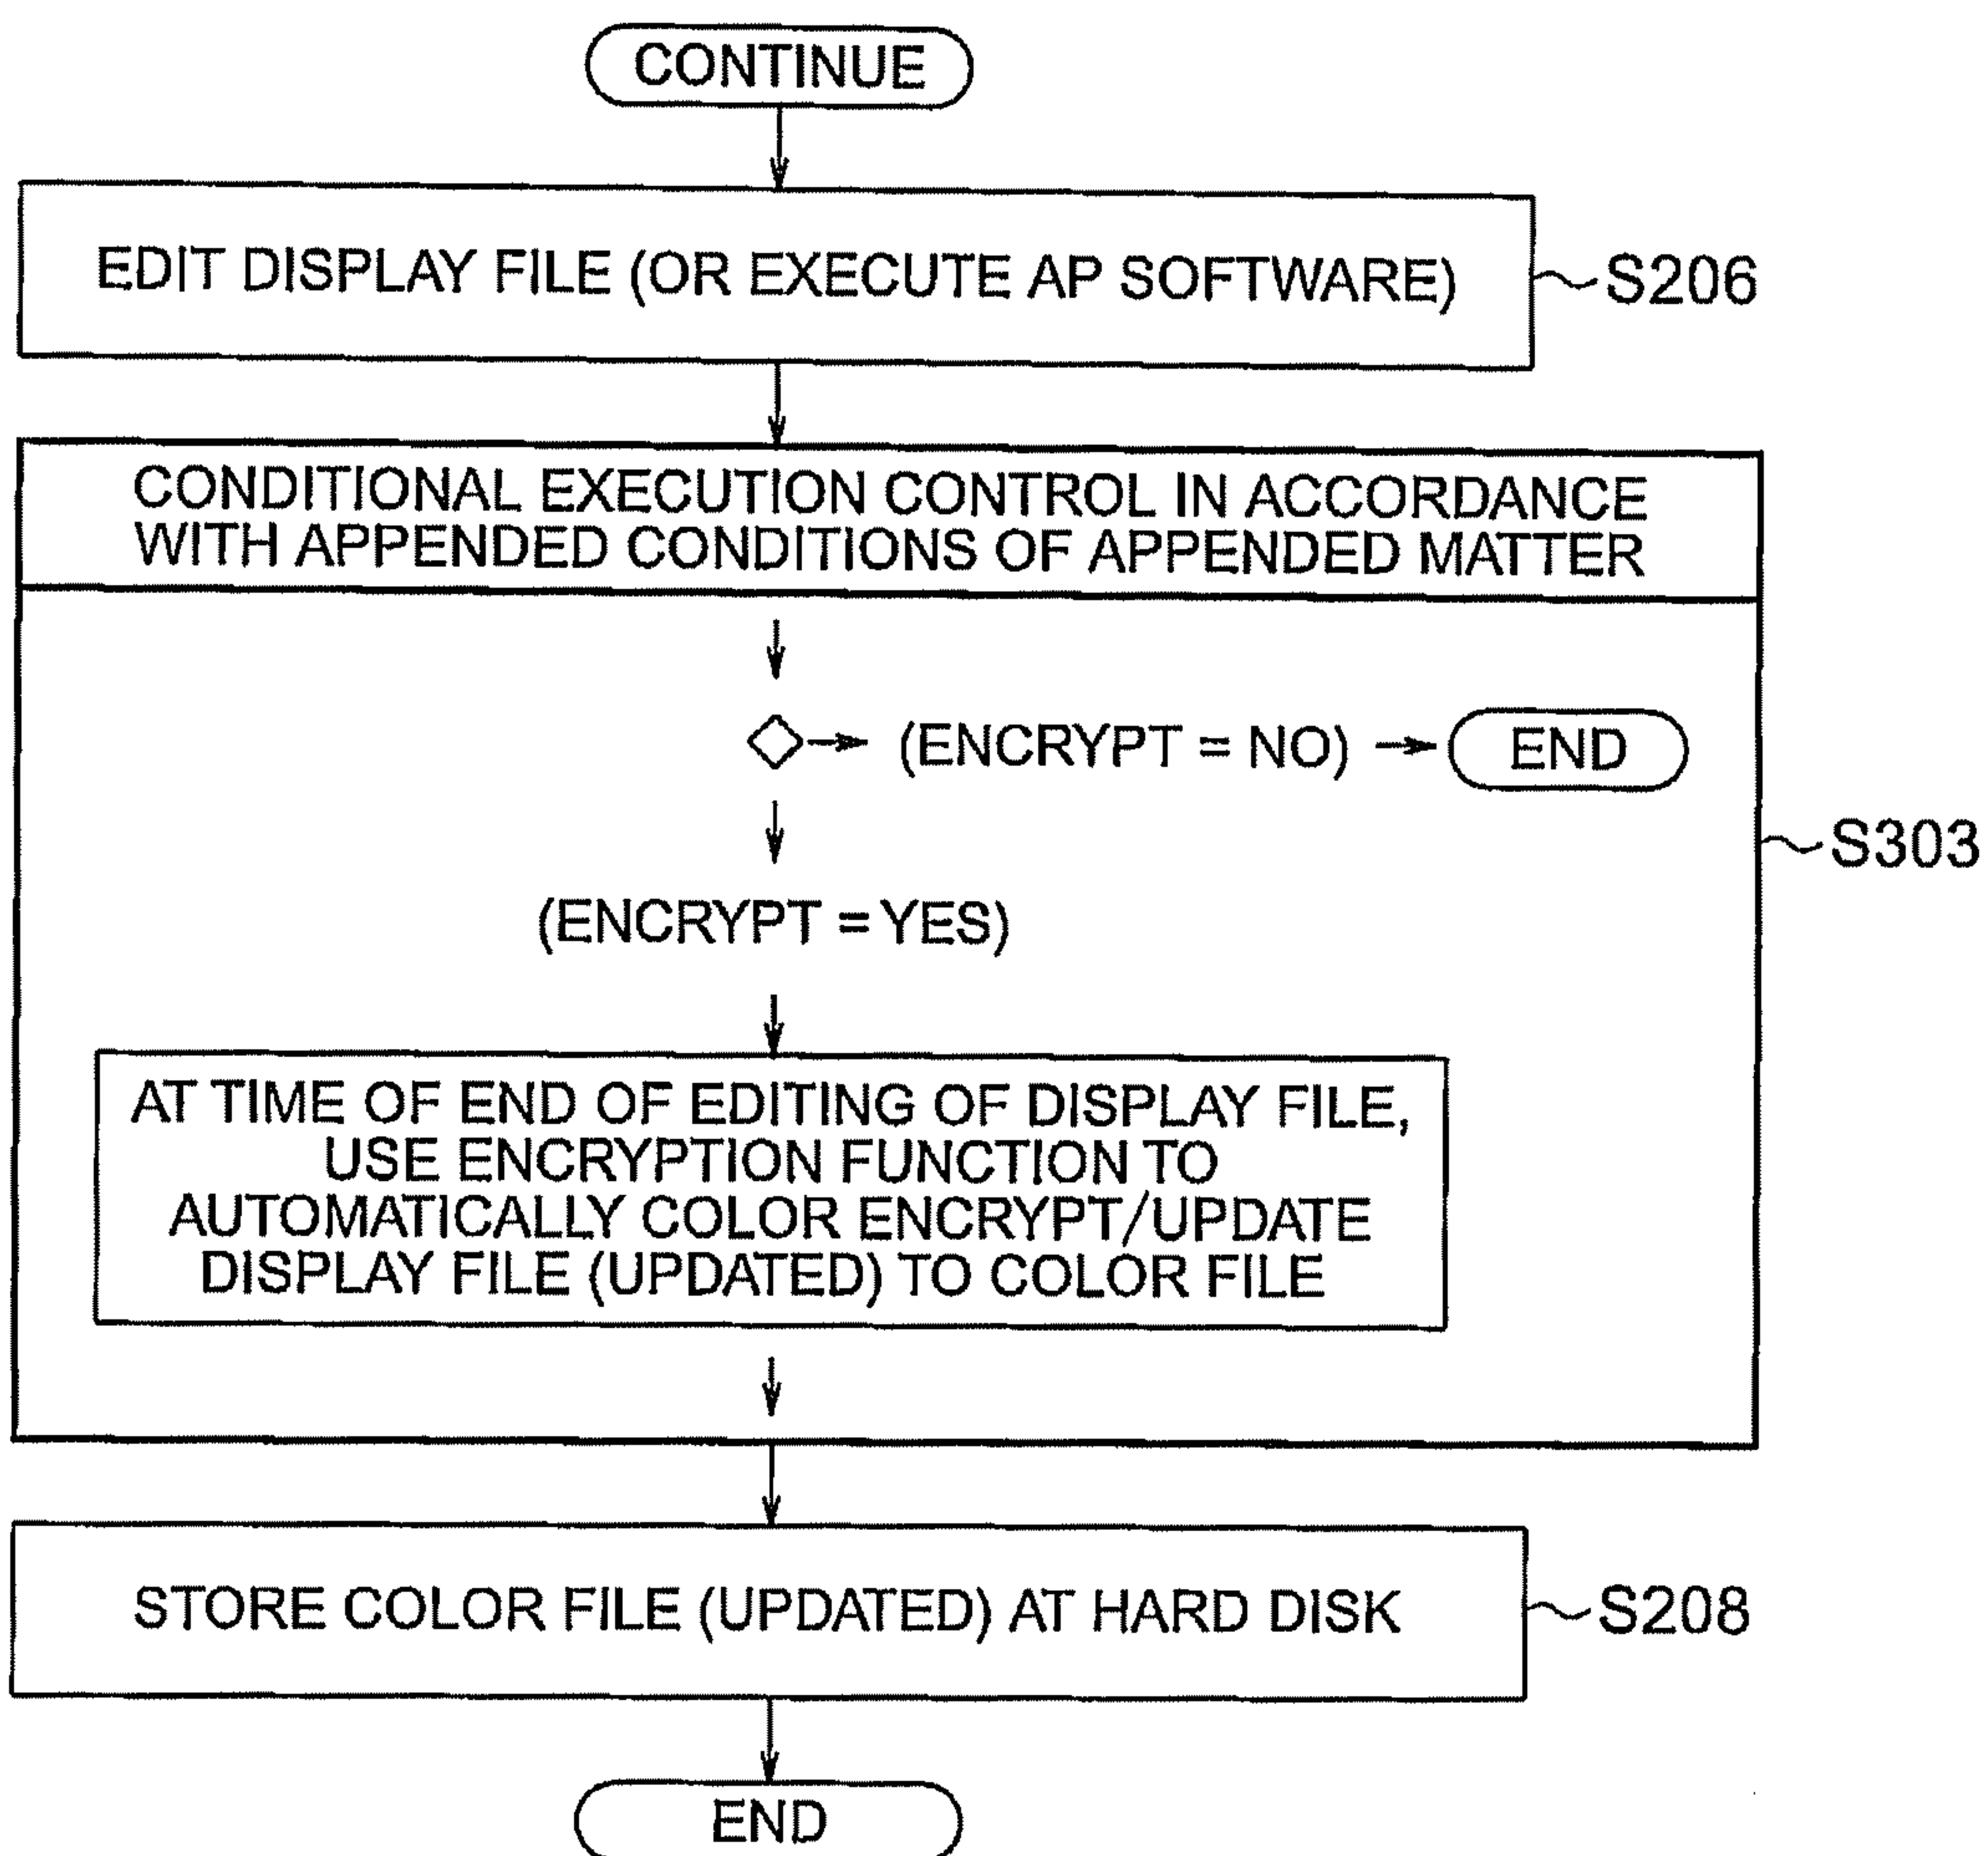 CONTINUE
EDIT DISPLAY FILE (OR EXECUTE AP SOFTWARE)
S206
CONDITIONAL EXECUTION CONTROL IN ACCORDANCE
WITH APPENDED CONDITIONS OF APPENDED MATTER
(ENCRYPT = NO)
END
S303
(ENCRYPT = YES)
AT TIME OF END OF EDITING OF DISPLAY FILE,
USE ENCRYPTION FUNCTION TO
AUTOMATICALLY COLOR ENCRYPT/UPDATE
DISPLAY FILE (UPDATED) TO COLOR FILE
STORE COLOR FILE (UPDATED) AT HARD DISK
S208
END